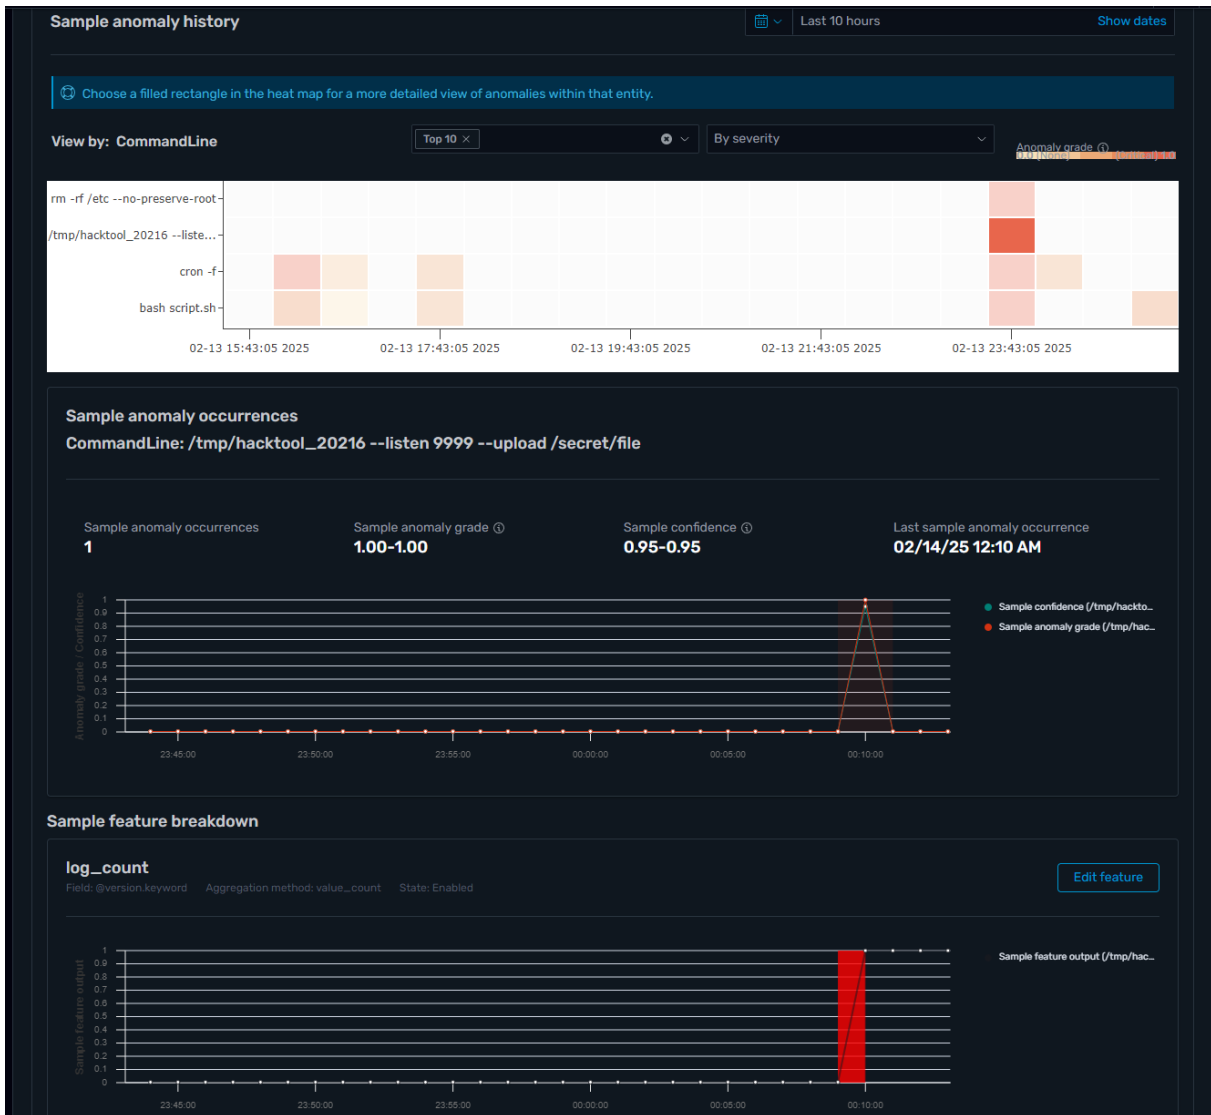 Sample anomaly history
Last 10 hours
Show dates
Choose a filled rectangle in the heat map for a more detailed view of anomalies within that entity.
View by: CommandLine
Top 10 ×
By severity
Anomaly grade
0.0 (None)
rm -rf /etc --no-preserve-root
/tmp/hacktool_20216 --liste...
cron -f
bash script.sh
02-13 15:43:05 2025
02-13 17:43:05 2025
02-13 19:43:05 2025
02-13 21:43:05 2025
02-13 23:43:05 2025
Sample anomaly occurrences
CommandLine: /tmp/hacktool_20216 --listen 9999 --upload /secret/file
Sample anomaly occurrences
1
Sample anomaly grade
1.00-1.00
Sample confidence
0.95-0.95
Last sample anomaly occurrence
02/14/25 12:10 AM
Anomaly grade / Confidence
1
0.9
0.8
0.7
0.6
0.5
0.4
0.3
0.2
0.1
0
23:45:00
23:50:00
23:55:00
00:00:00
00:05:00
00:10:00
Sample confidence (/tmp/hackto...
Sample anomaly grade (/tmp/hac...
Sample feature breakdown
log_count
Field: @version.keyword
Aggregation method: value_count
State: Enabled
Edit feature
Sample feature output
1
0.9
0.8
0.7
0.6
0.5
0.4
0.3
0.2
0.1
0
23:45:00
23:50:00
23:55:00
00:00:00
00:05:00
00:10:00
Sample feature output (/tmp/hac...